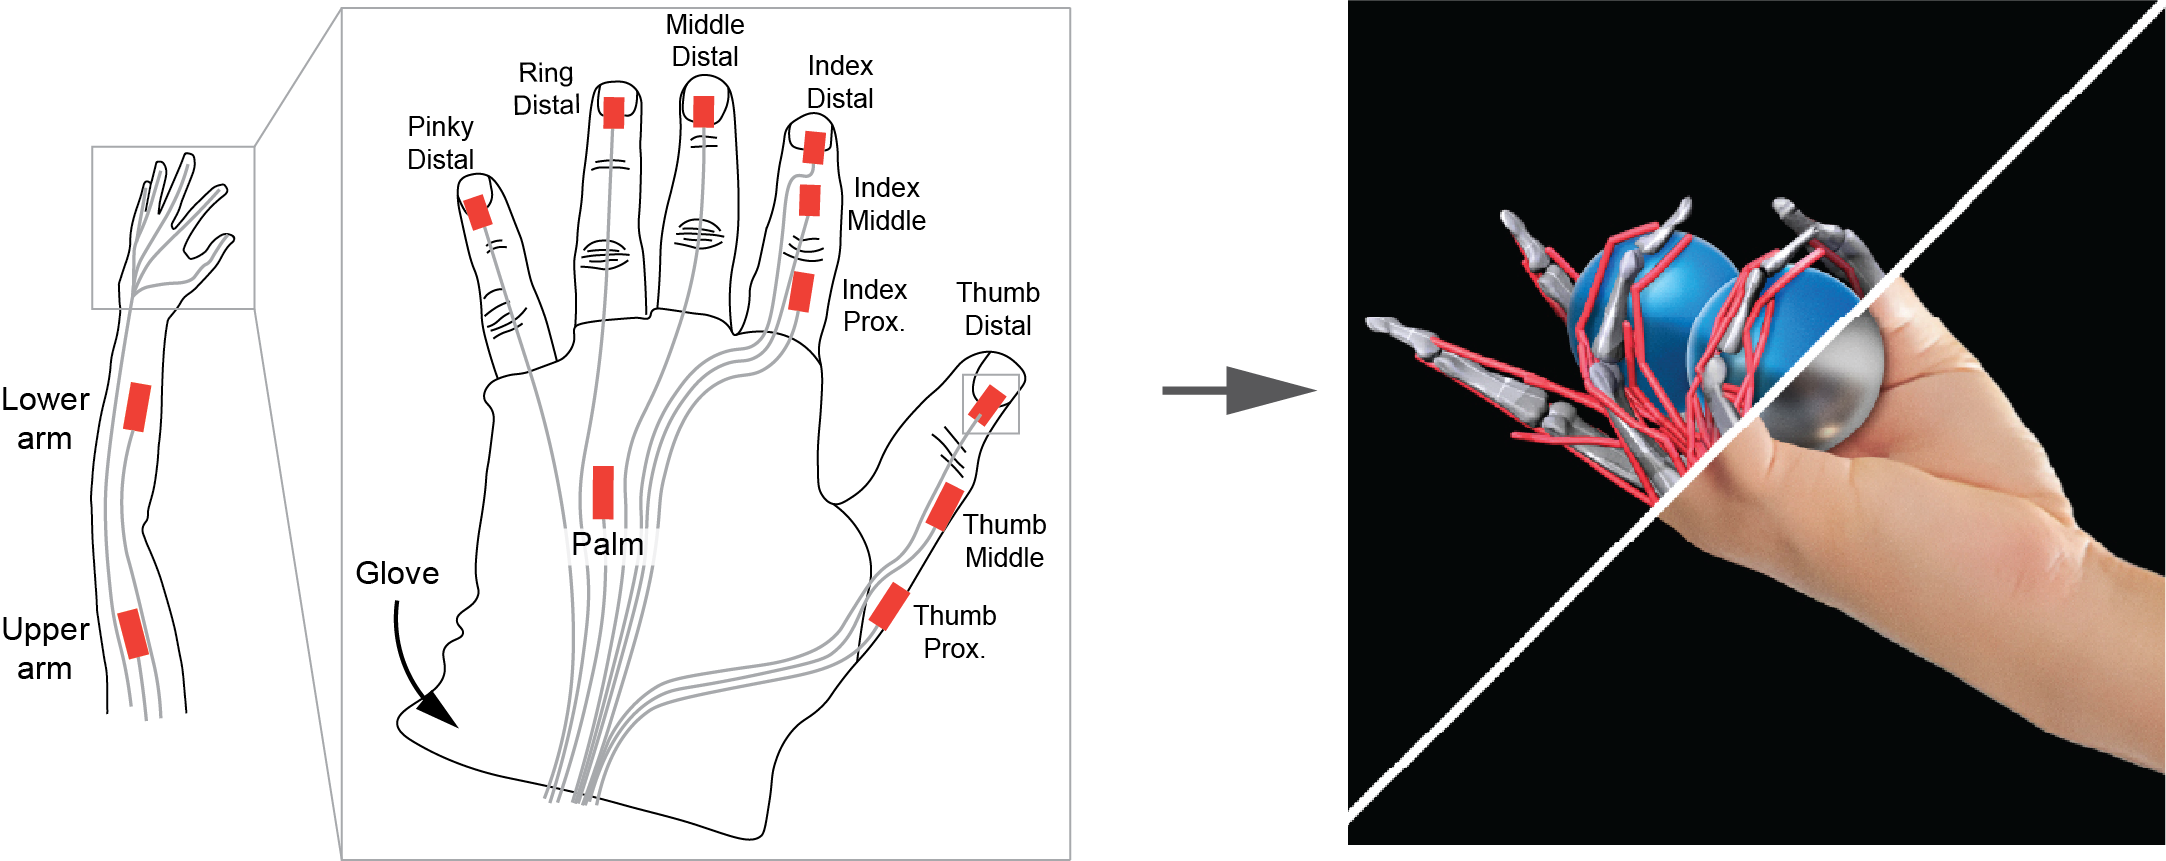 Lower
arm
Upper
arm
Pinky
Distal
Ring
Distal
Middle
Distal
Index
Distal
Index
Middle
Index
Prox.
Thumb
Distal
Thumb
Middle
Thumb
Prox.
Palm
Glove